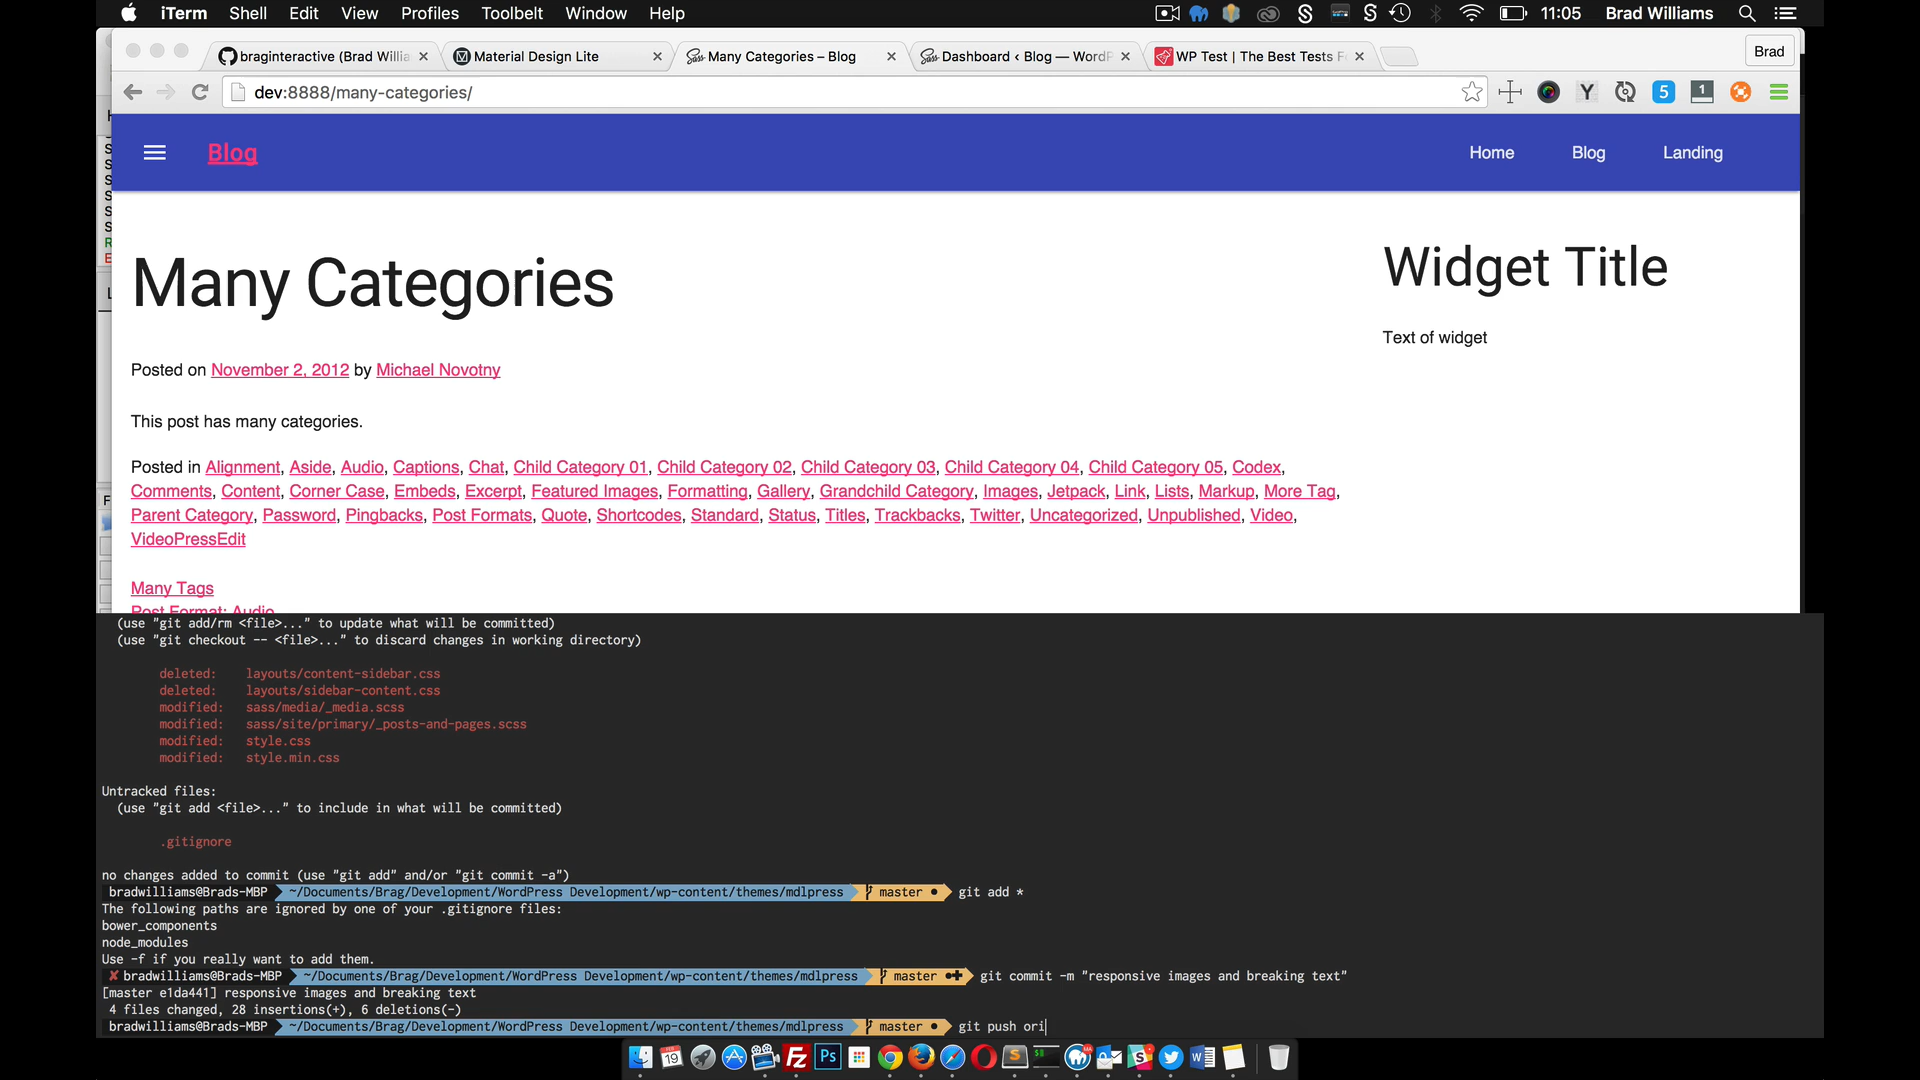 iTerm Shell Edit View Profiles Toolbelt Window Help 11:05 Brad Williams
braginteractive (Brad Willia Material Design Lite Many Categories – Blog Dashboard ‹ Blog — WordP WP Test | The Best Tests F Brad
dev:8888/many-categories/
Blog Home Blog Landing
Many Categories
Widget Title
Text of widget
Posted on November 2, 2012 by Michael Novotny
This post has many categories.
Posted in Alignment, Aside, Audio, Captions, Chat, Child Category 01, Child Category 02, Child Category 03, Child Category 04, Child Category 05, Codex,
Comments, Content, Corner Case, Embeds, Excerpt, Featured Images, Formatting, Gallery, Grandchild Category, Images, Jetpack, Link, Lists, Markup, More Tag,
Parent Category, Password, Pingbacks, Post Formats, Quote, Shortcodes, Standard, Status, Titles, Trackbacks, Twitter, Uncategorized, Unpublished, Video,
VideoPressEdit
Many Tags
Post Format: Audio
(use "git add/rm <file>..." to update what will be committed)
(use "git checkout -- <file>..." to discard changes in working directory)
deleted: layouts/content-sidebar.css
deleted: layouts/sidebar-content.css
modified: sass/media/_media.scss
modified: sass/site/primary/_posts-and-pages.scss
modified: style.css
modified: style.min.css
Untracked files:
(use "git add <file>..." to include in what will be committed)
.gitignore
no changes added to commit (use "git add" and/or "git commit -a")
bradwilliams@Brads-MBP ~/Documents/Brag/Development/WordPress Development/wp-content/themes/mdlpress master ● git add *
The following paths are ignored by one of your .gitignore files:
bower_components
node_modules
Use -f if you really want to add them.
✘ bradwilliams@Brads-MBP ~/Documents/Brag/Development/WordPress Development/wp-content/themes/mdlpress master ●✚ git commit -m "responsive images and breaking text"
[master e1da441] responsive images and breaking text
4 files changed, 28 insertions(+), 6 deletions(-)
bradwilliams@Brads-MBP ~/Documents/Brag/Development/WordPress Development/wp-content/themes/mdlpress master ● git push ori